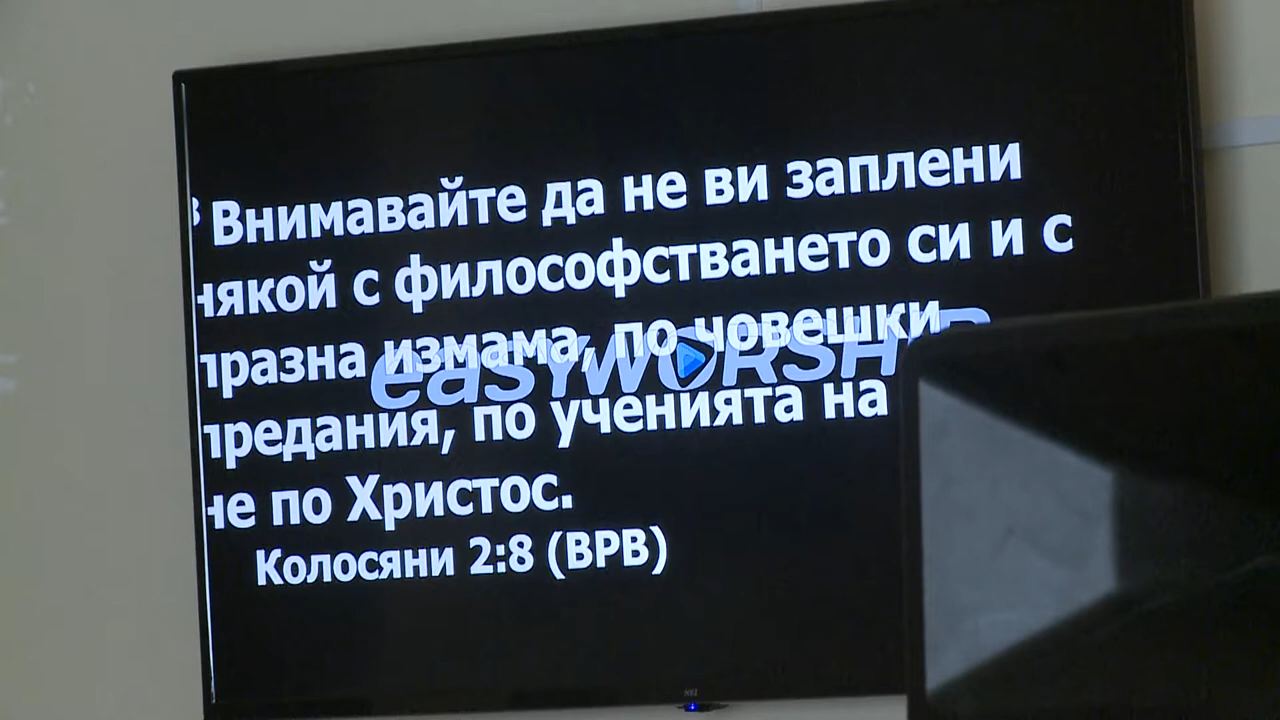 8 Внимавайте да не ви заплени
някой с философстването си и с
празна измама, по човешки
предания, по ученията на
не по Христос.
Колосяни 2:8 (ВРВ)
easyWORSHIP